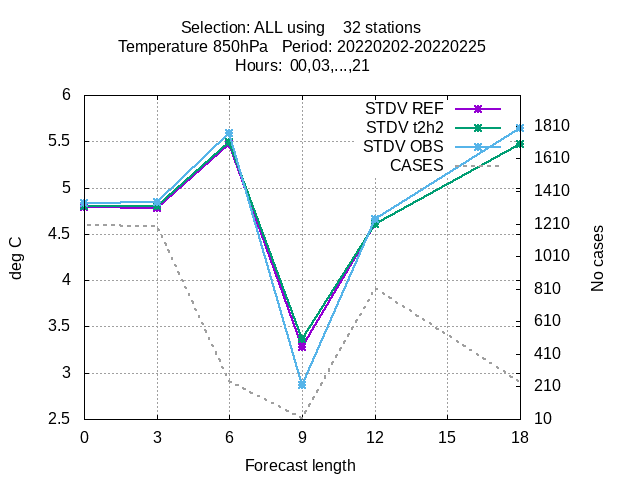 Selection: ALL using    32 stations
Temperature 850hPa   Period: 20220202-20220225
Hours: 00,03,...,21
STDV REF
STDV t2h2
STDV OBS
CASES
6
5.5
5
4.5
4
3.5
3
2.5
deg C
1810
1610
1410
1210
1010
810
610
410
210
10
No cases
0 3 6 9 12 15 18
Forecast length